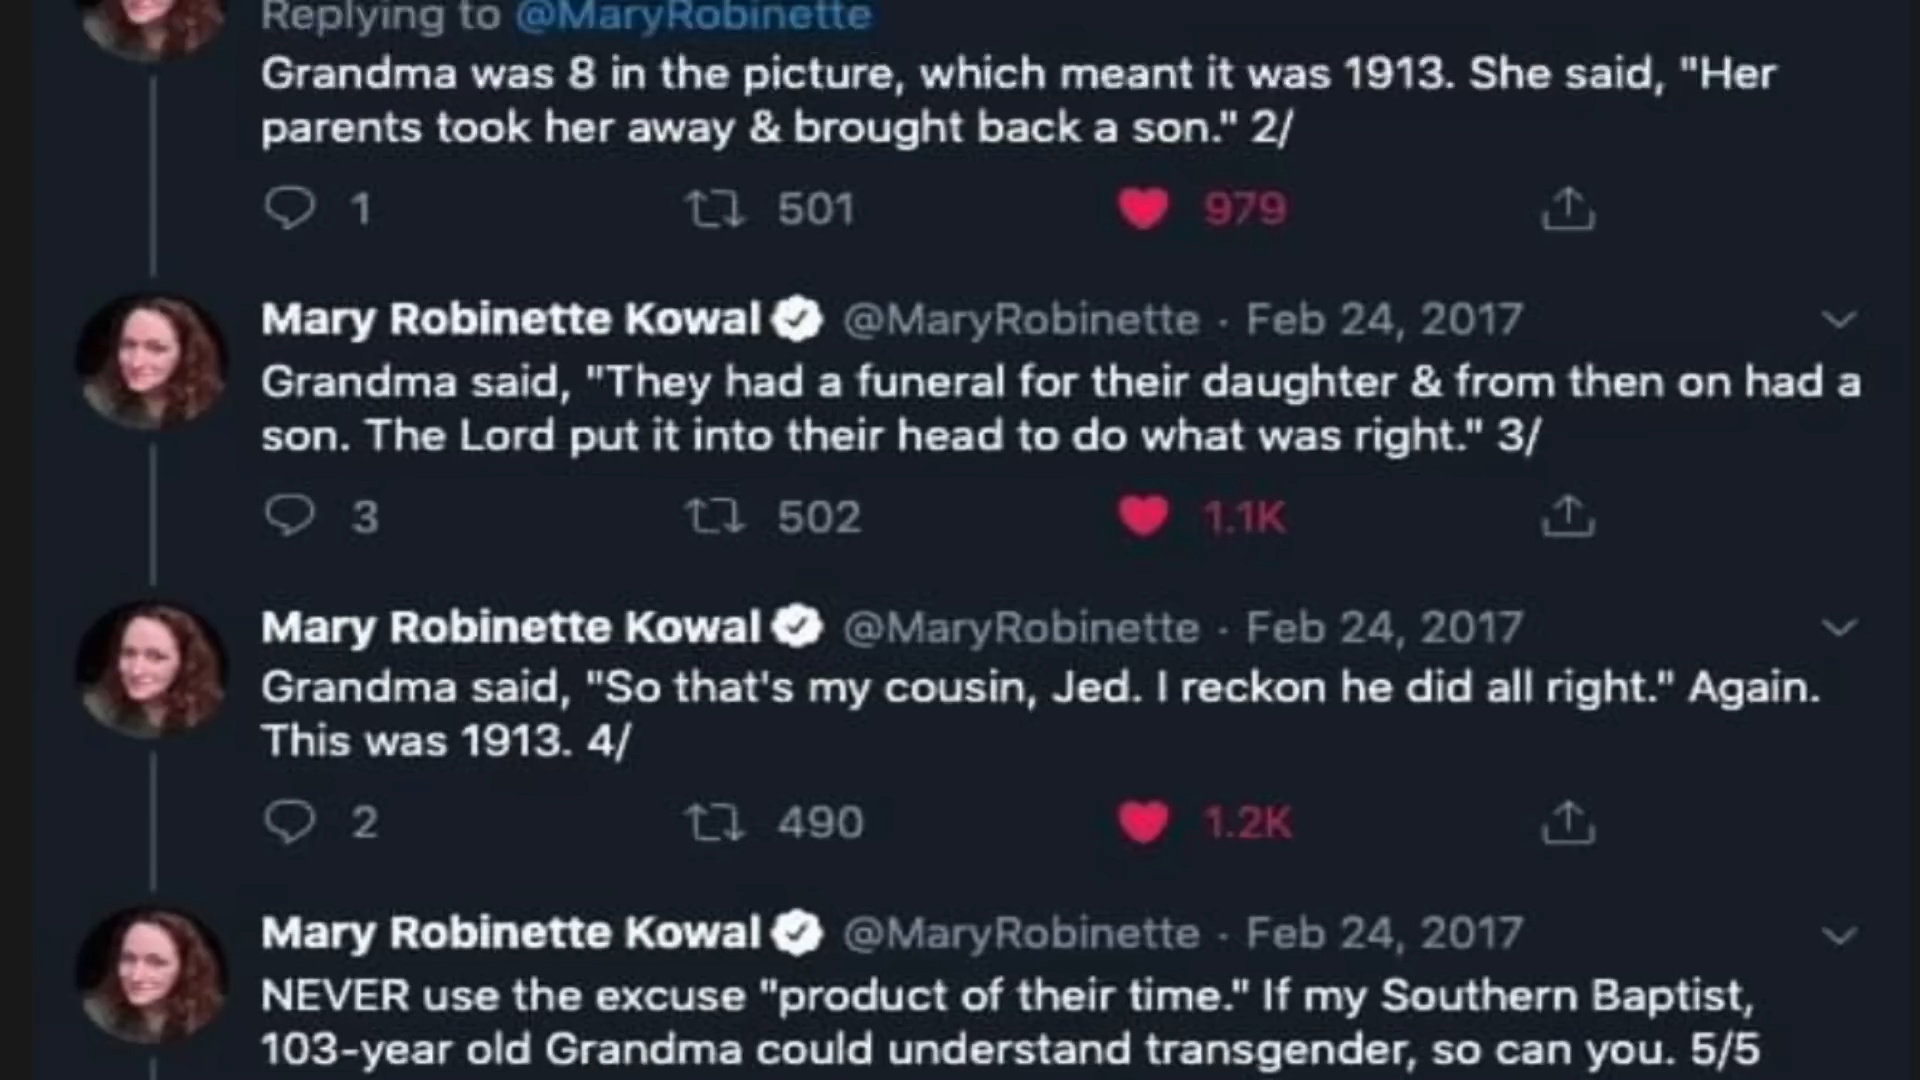 Replying to @MaryRobinette
Grandma was 8 in the picture, which meant it was 1913. She said, "Her
parents took her away & brought back a son." 2/
1 501 979
Mary Robinette Kowal @MaryRobinette · Feb 24, 2017
Grandma said, "They had a funeral for their daughter & from then on had a
son. The Lord put it into their head to do what was right." 3/
3 502 1.1K
Mary Robinette Kowal @MaryRobinette · Feb 24, 2017
Grandma said, "So that's my cousin, Jed. I reckon he did all right." Again.
This was 1913. 4/
2 490 1.2K
Mary Robinette Kowal @MaryRobinette · Feb 24, 2017
NEVER use the excuse "product of their time." If my Southern Baptist,
103-year old Grandma could understand transgender, so can you. 5/5